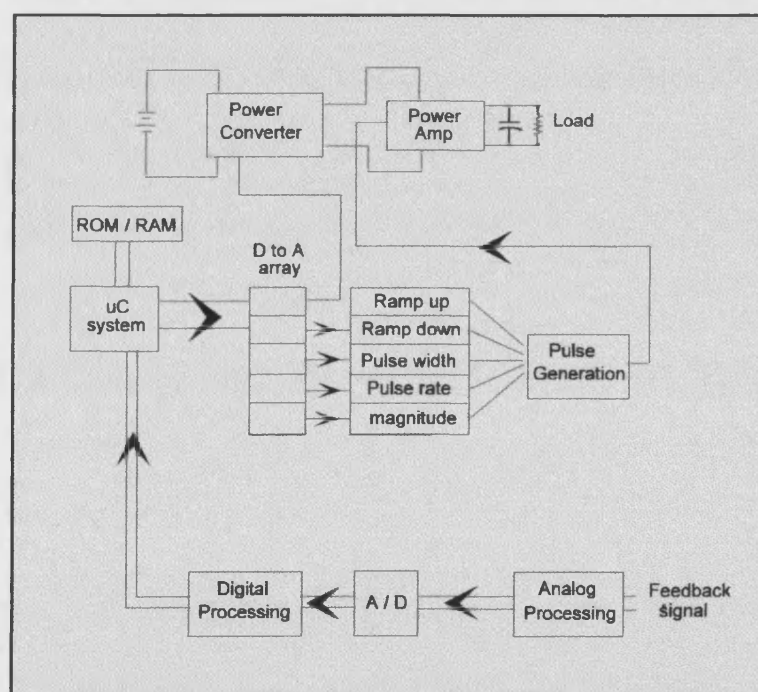 Power
Converter
Power
Amp
Load
ROM / RAM
D to A
array
uC
system
Ramp up
Ramp down
Pulse width
Pulse rate
magnitude
Pulse
Generation
Digital
Processing
A / D
Analog
Processing
Feedback
signal